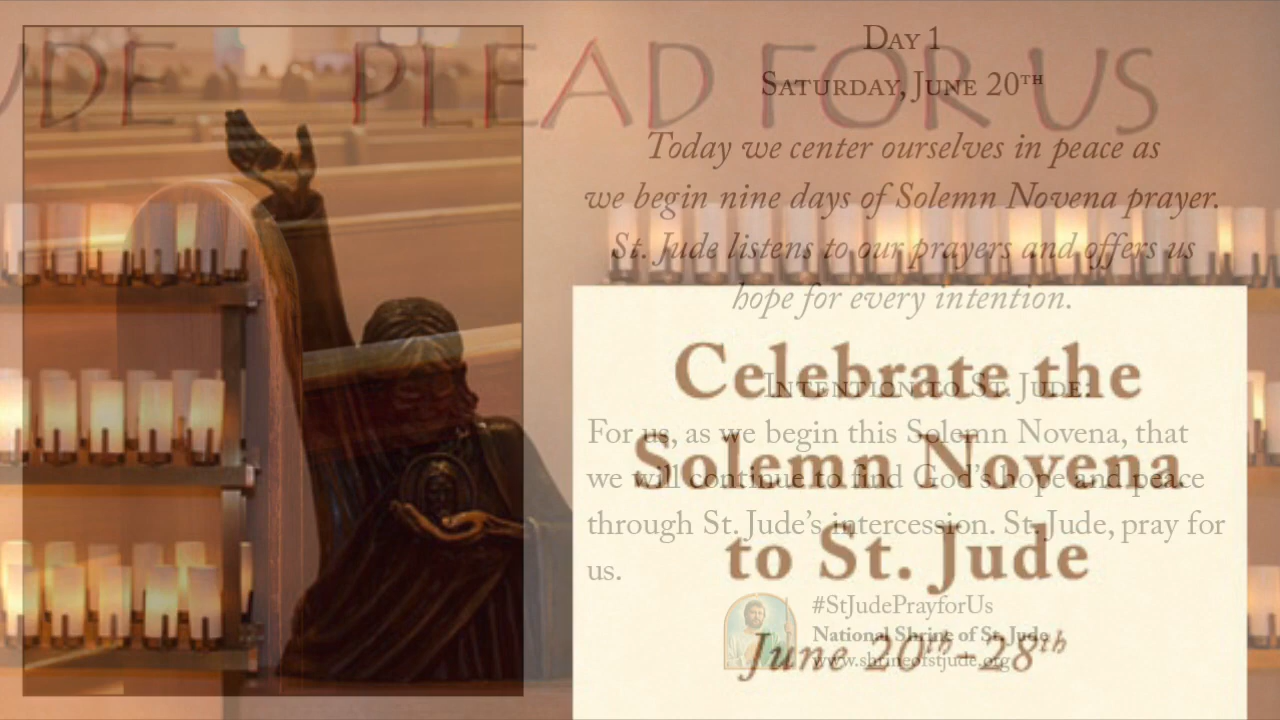 UDE PLEAD FOR US
Day 1
Saturday, June 20th
Today we center ourselves in peace as
we begin nine days of Solemn Novena prayer.
St. Jude listens to our prayers and offers us
hope for every intention.
Intention to St. Jude:
For us, as we begin this Solemn Novena, that
we will continue to find God's hope and peace
through St. Jude's intercession. St. Jude, pray for
us.
#StJudePrayforUs
National Shrine of St. Jude
www.shrineofstjude.org
Celebrate the
Solemn Novena
to St. Jude
June 20th-28th